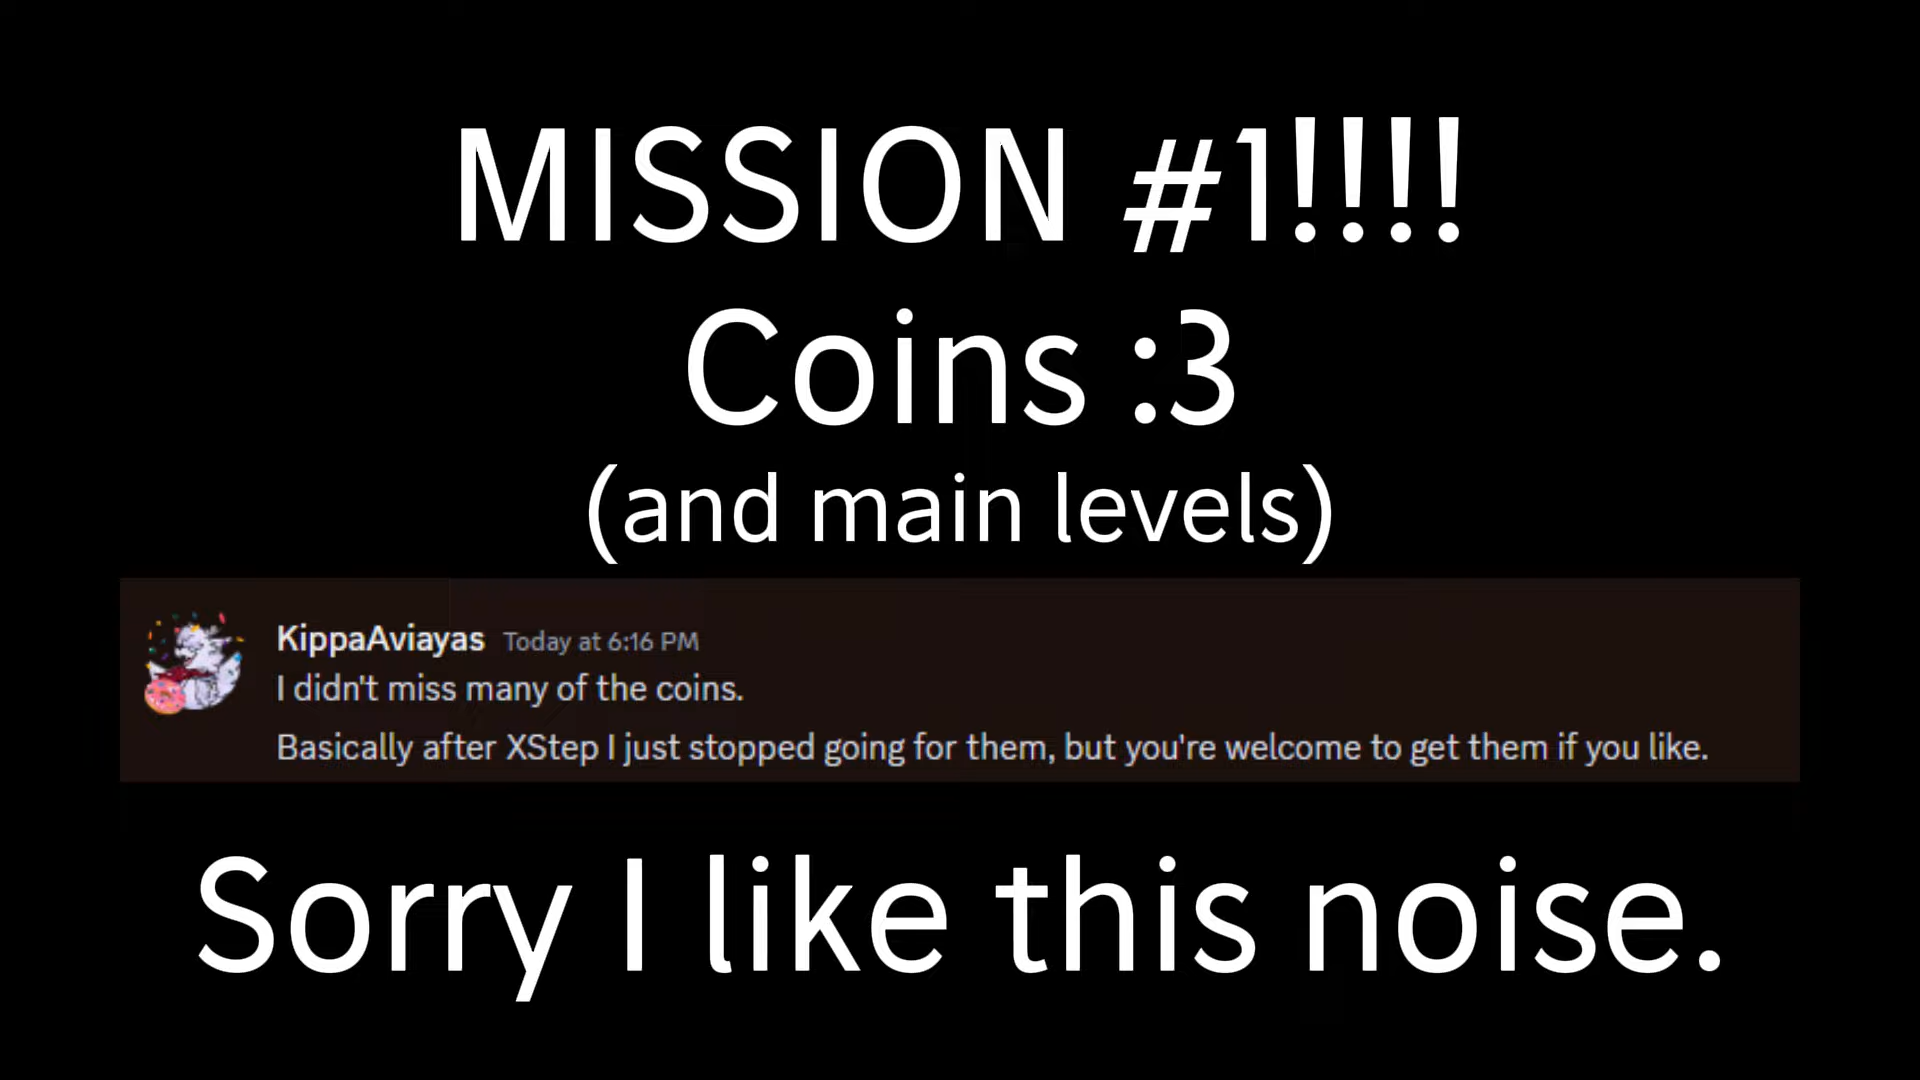 MISSION #1!!!!
Coins :3
(and main levels)
KippaAviayas Today at 6:16 PM
I didn't miss many of the coins.
Basically after XStep I just stopped going for them, but you're welcome to get them if you like.
Sorry I like this noise.